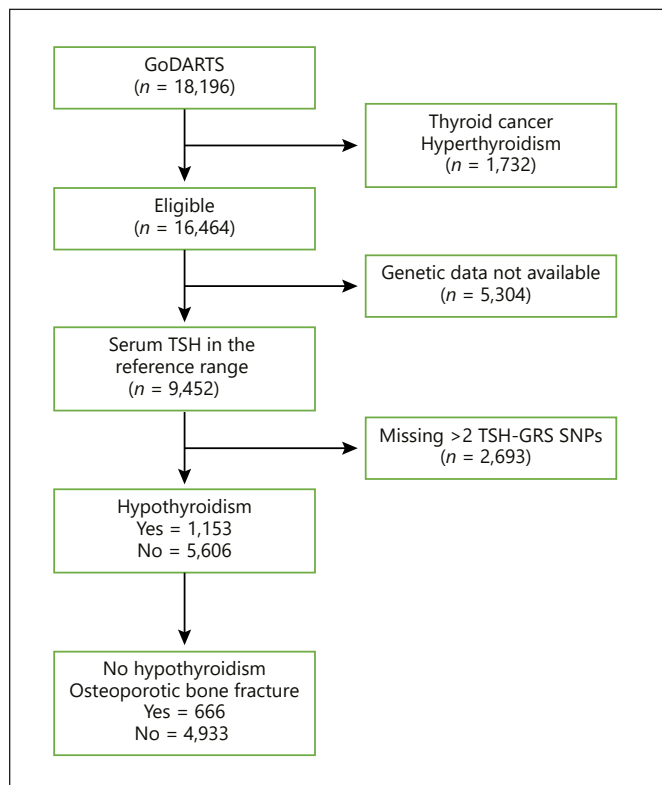 GoDARTS
(n = 18,196)
Thyroid cancer
Hyperthyroidism
(n = 1,732)
Eligible
(n = 16,464)
Genetic data not available
(n = 5,304)
Serum TSH in the
reference range
(n = 9,452)
Missing >2 TSH-GRS SNPs
(n = 2,693)
Hypothyroidism
Yes = 1,153
No = 5,606
No hypothyroidism
Osteoporotic bone fracture
Yes = 666
No = 4,933